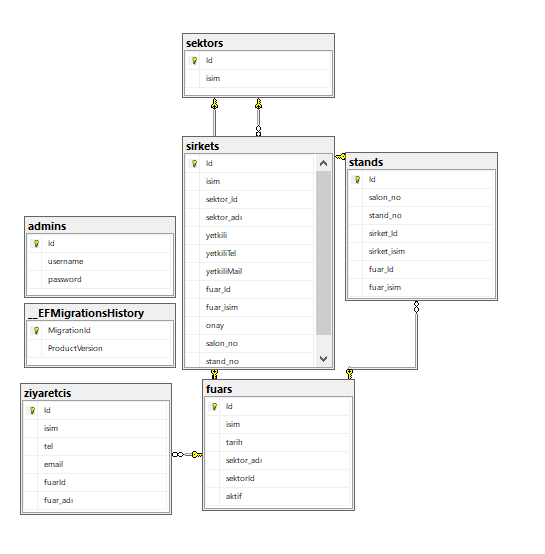 sektors
Id
isim
sirkets
Id
isim
sektor_Id
sektor_adı
yetkili
yetkiliTel
yetkiliMail
fuar_Id
fuar_isim
onay
salon_no
stand_no
stands
Id
salon_no
stand_no
sirket_Id
sirket_isim
fuar_Id
fuar_isim
admins
Id
username
password
__EFMigrationsHistory
MigrationId
ProductVersion
ziyaretcis
Id
isim
tel
email
fuarId
fuar_adı
fuars
Id
isim
tarih
sektor_adı
sektorId
aktif